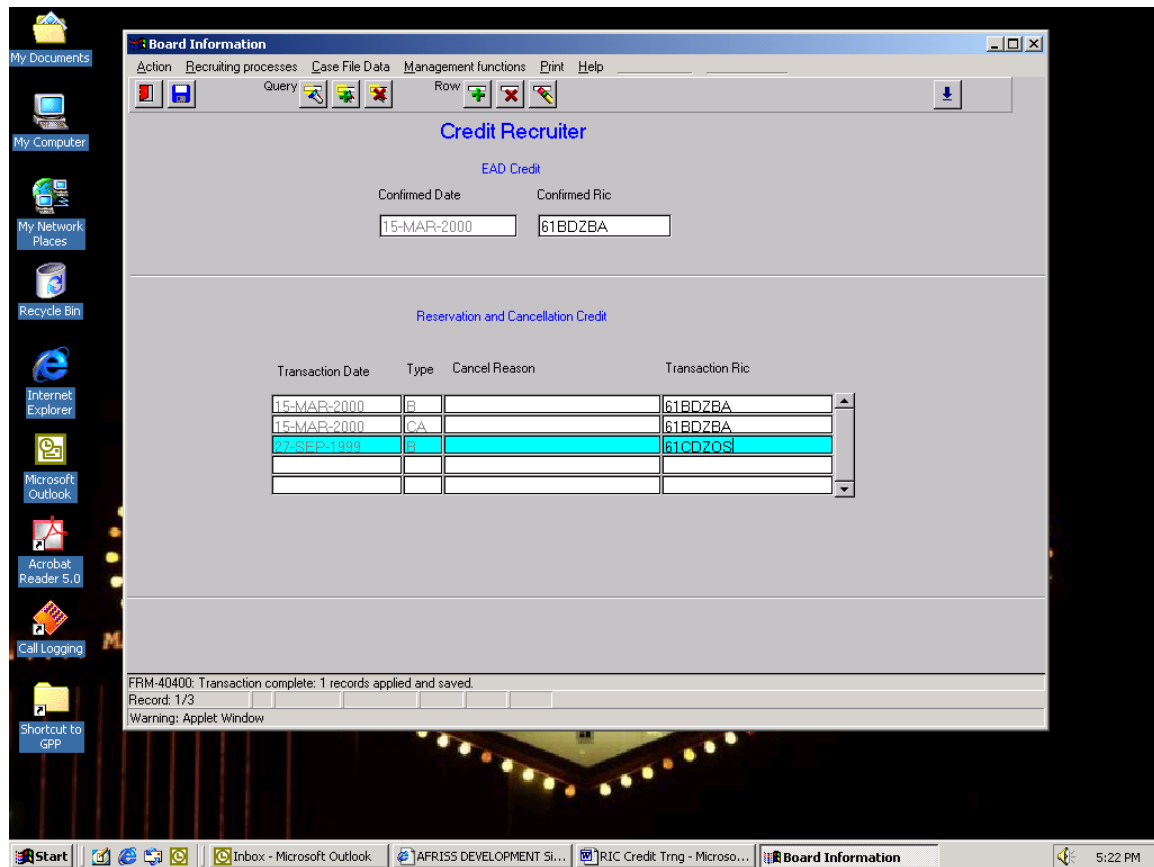 My Documents
My Computer
My Network
Places
Recycle Bin
Internet
Explorer
Microsoft
Outlook
Acrobat
Reader 5.0
Call Logging
Shortcut to
GPP
Board Information
Action Recruiting processes Case File Data Management functions Print Help
Query Row
Credit Recruiter
EAD Credit
Confirmed Date Confirmed Ric
15-MAR-2000 61BDZBA
Reservation and Cancellation Credit
Transaction Date Type Cancel Reason Transaction Ric
15-MAR-2000 B 61BDZBA
15-MAR-2000 CA 61BDZBA
27-SEP-1999 B 61CDZOS
FRM-40400: Transaction complete: 1 records applied and saved.
Record: 1/3
Warning: Applet Window
M
Start Inbox - Microsoft Outlook AFRISS DEVELOPMENT Si... RIC Credit Trng - Microso... Board Information 5:22 PM